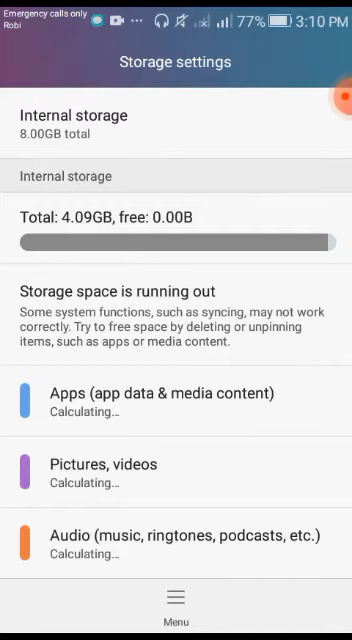 Emergency calls only
Robi
77%
3:10 PM
Storage settings
Internal storage
8.00GB total
Internal storage
Total: 4.09GB, free: 0.00B
Storage space is running out
Some system functions, such as syncing, may not work
correctly. Try to free space by deleting or unpinning
items, such as apps or media content.
Apps (app data & media content)
Calculating...
Pictures, videos
Calculating...
Audio (music, ringtones, podcasts, etc.)
Calculating...
Menu